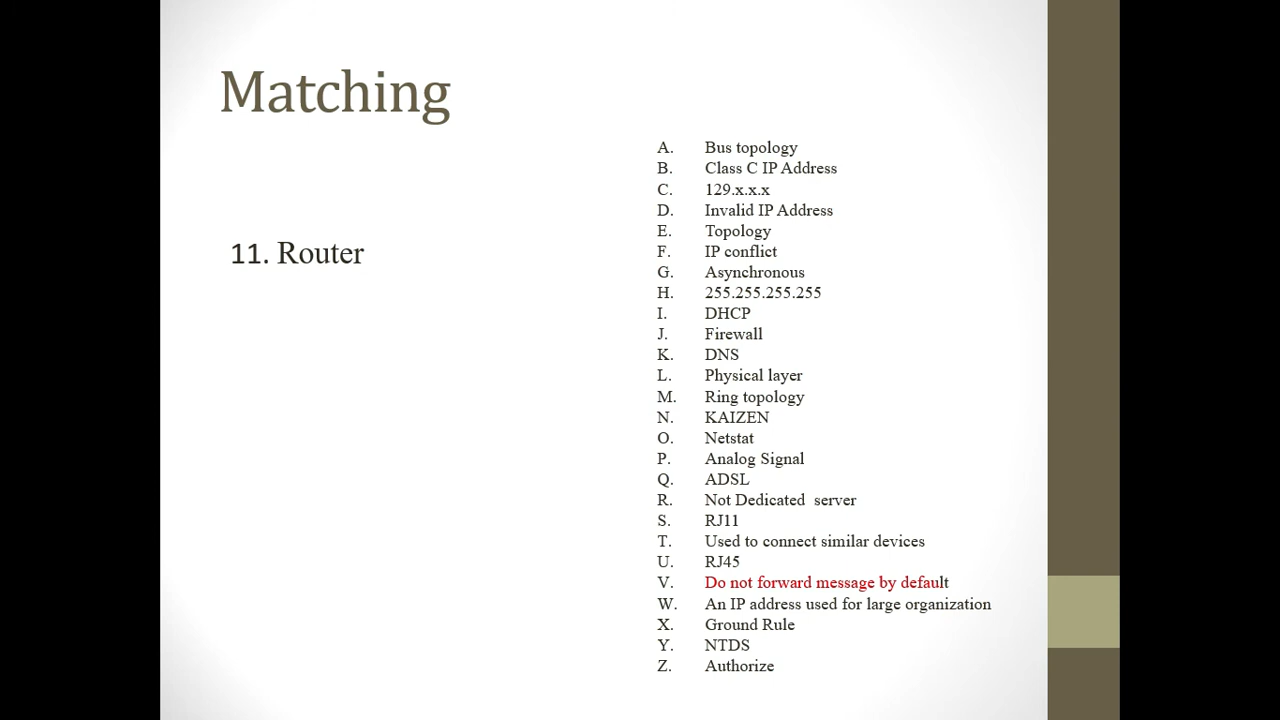 Matching
11. Router
A. Bus topology
B. Class C IP Address
C. 129.x.x.x
D. Invalid IP Address
E. Topology
F. IP conflict
G. Asynchronous
H. 255.255.255.255
I. DHCP
J. Firewall
K. DNS
L. Physical layer
M. Ring topology
N. KAIZEN
O. Netstat
P. Analog Signal
Q. ADSL
R. Not Dedicated server
S. RJ11
T. Used to connect similar devices
U. RJ45
V. Do not forward message by default
W. An IP address used for large organization
X. Ground Rule
Y. NTDS
Z. Authorize